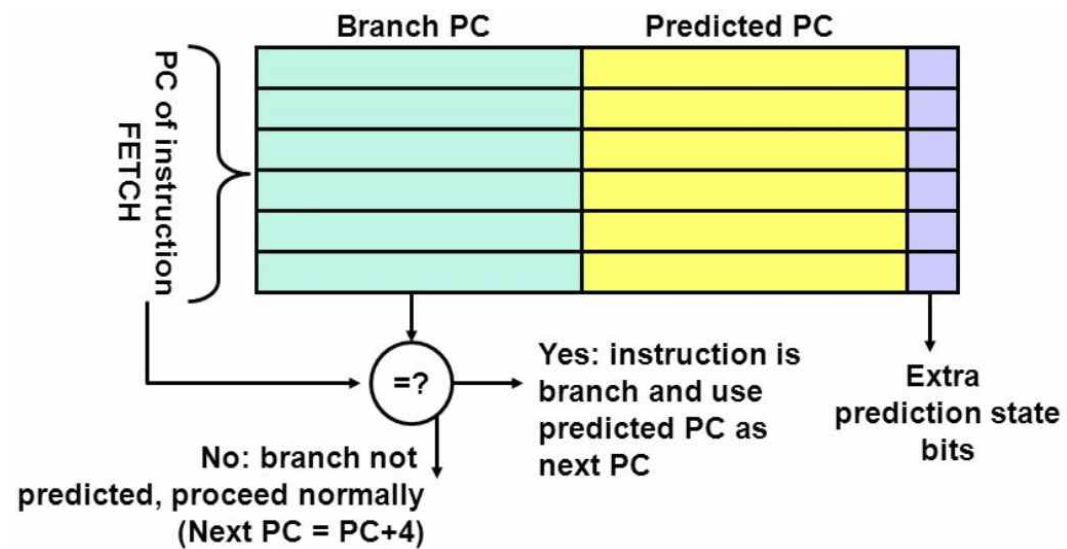 Branch PC
Predicted PC
PC of instruction
FETCH
=?
Yes: instruction is
branch and use
predicted PC as
next PC
Extra
prediction state
bits
No: branch not
predicted, proceed normally
(Next PC = PC+4)